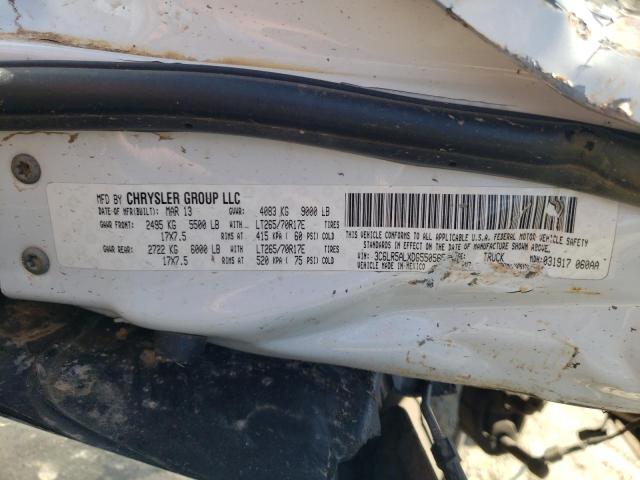 MFD BY CHRYSLER GROUP LLC
DATE OF MFR(BUILT): MAR 13 GVWR: 4083 KG 9000 LB
GAWR FRONT: 2495 KG 5500 LB WITH LT265/70R17E TIRES
17X7.5 RIMS AT 415 KPA ( 60 PSI) COLD
GAWR REAR: 2722 KG 6000 LB WITH LT265/70R17E TIRES
17X7.5 RIMS AT 520 KPA ( 75 PSI) COLD
THIS VEHICLE CONFORMS TO ALL APPLICABLE U.S.A. FEDERAL MOTOR VEHICLE SAFETY
STANDARDS IN EFFECT ON THE DATE OF MANUFACTURE SHOWN ABOVE.
VIN: TRUCK MDH: 031917 060AA
VEHICLE MADE IN MEXICO